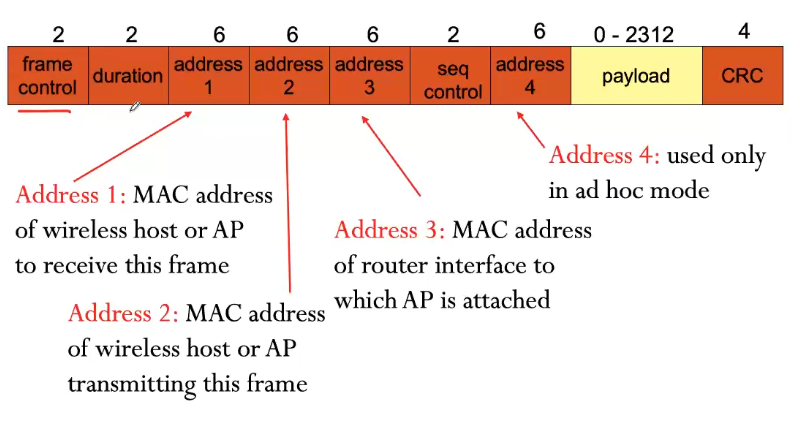 2 2 6 6 6 2 6 0 - 2312 4
frame control duration address 1 address 2 address 3 seq control address 4 payload CRC
Address 4: used only
in ad hoc mode
Address 1: MAC address
of wireless host or AP
to receive this frame
Address 3: MAC address
of router interface to
which AP is attached
Address 2: MAC address
of wireless host or AP
transmitting this frame